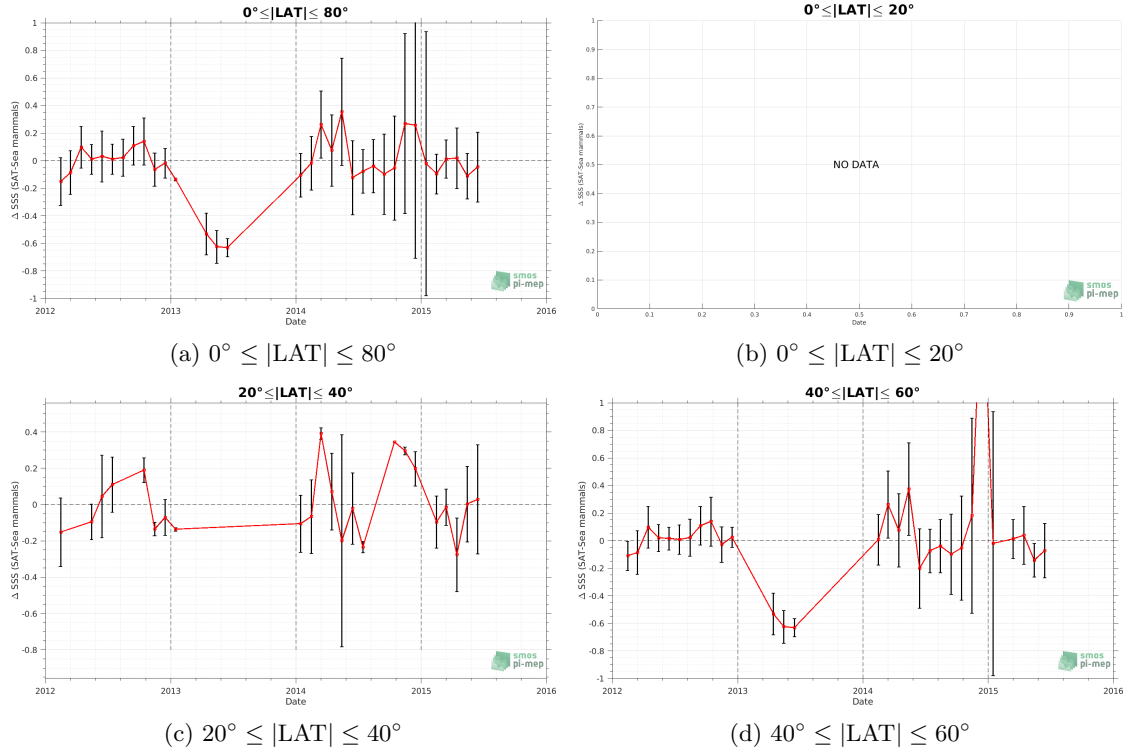 0°≤|LAT|≤ 80°
Δ SSS (SAT-Sea mammals)
1
0.8
0.6
0.4
0.2
0
-0.2
-0.4
-0.6
-0.8
-1
2012 2013 2014 2015 2016
Date
smos
pi-mep
(a) 0° ≤ |LAT| ≤ 80°
0°≤|LAT|≤ 20°
Δ SSS (SAT-Sea mammals)
1
0.9
0.8
0.7
0.6
0.5
0.4
0.3
0.2
0.1
0
NO DATA
0 0.1 0.2 0.3 0.4 0.5 0.6 0.7 0.8 0.9 1
Date
smos
pi-mep
(b) 0° ≤ |LAT| ≤ 20°
20°≤|LAT|≤ 40°
Δ SSS (SAT-Sea mammals)
0.4
0.2
0
-0.2
-0.4
-0.6
-0.8
2012 2013 2014 2015 2016
Date
smos
pi-mep
(c) 20° ≤ |LAT| ≤ 40°
40°≤|LAT|≤ 60°
Δ SSS (SAT-Sea mammals)
1
0.8
0.6
0.4
0.2
0
-0.2
-0.4
-0.6
-0.8
-1
2012 2013 2014 2015 2016
Date
smos
pi-mep
(d) 40° ≤ |LAT| ≤ 60°